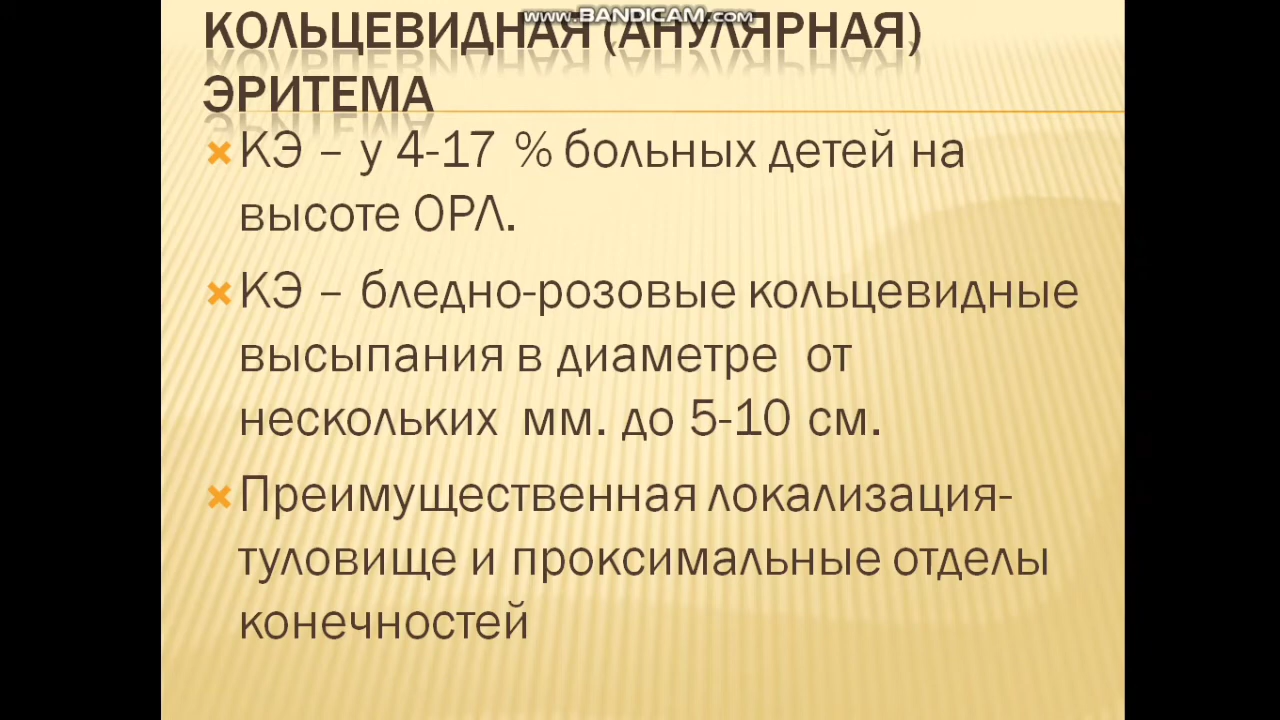 www.BANDICAM.com
КОЛЬЦЕВИДНАЯ (АНУЛЯРНАЯ)
ЭРИТЕМА
КЭ – у 4-17 % больных детей на
высоте ОРЛ.
КЭ – бледно-розовые кольцевидные
высыпания в диаметре от
нескольких мм. до 5-10 см.
Преимущественная локализация-
туловище и проксимальные отделы
конечностей